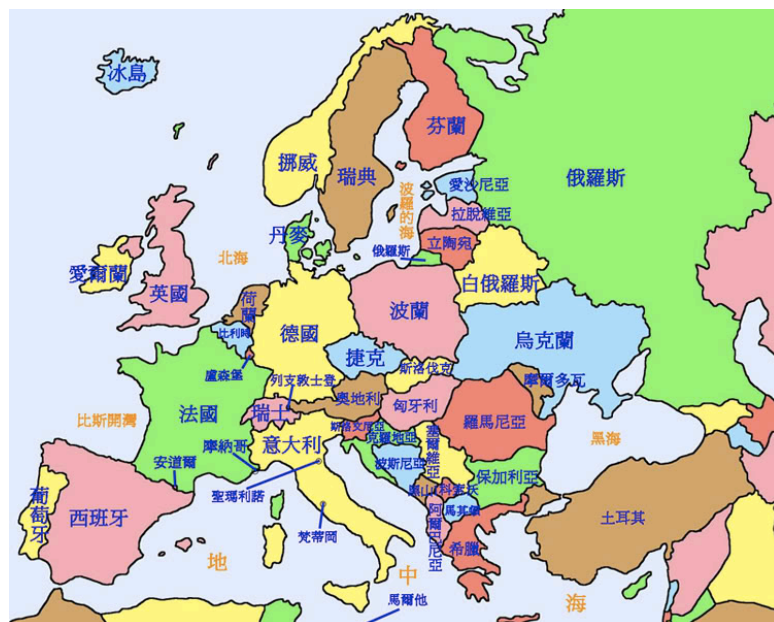 冰島
芬蘭
挪威
瑞典
俄羅斯
愛沙尼亞
波羅的海
拉脫維亞
丹麥
立陶宛
俄羅斯
北海
愛爾蘭
白俄羅斯
英國
荷蘭
波蘭
德國
比利時
烏克蘭
捷克
盧森堡
斯洛伐克
列支敦士登
摩爾多瓦
奧地利
匈牙利
法國
瑞士
羅馬尼亞
比斯開灣
斯洛文尼亞
克羅地亞
塞爾維亞
黑海
摩納哥
意大利
安道爾
波斯尼亞
保加利亞
葡萄牙
西班牙
聖瑪利諾
黑山
科索沃
馬其頓
阿爾巴尼亞
土耳其
梵蒂岡
希臘
地
中
海
馬爾他